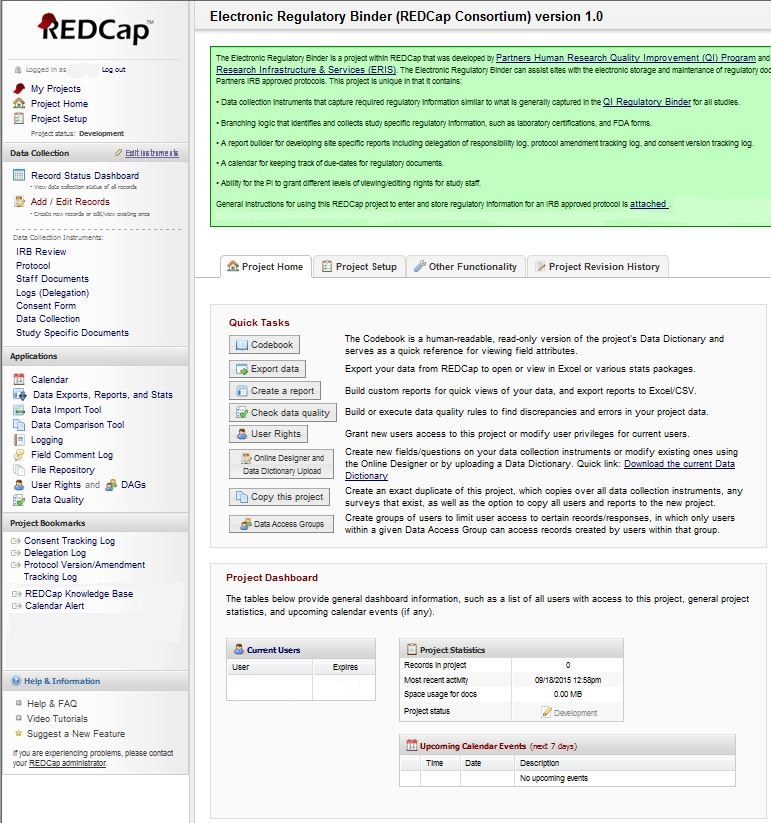 REDCap™
Logged in as Log out
My Projects
Project Home
Project Setup
Project status: Development
Data Collection Edit instruments
Record Status Dashboard
- View data collection status of all records
Add / Edit Records
- Create new records or edit/view existing ones
Data Collection Instruments:
IRB Review
Protocol
Staff Documents
Logs (Delegation)
Consent Form
Data Collection
Study Specific Documents
Applications
Calendar
Data Exports, Reports, and Stats
Data Import Tool
Data Comparison Tool
Logging
Field Comment Log
File Repository
User Rights and DAGs
Data Quality
Project Bookmarks
Consent Tracking Log
Delegation Log
Protocol Version/Amendment
Tracking Log
REDCap Knowledge Base
Calendar Alert
Help & Information
Help & FAQ
Video Tutorials
Suggest a New Feature
If you are experiencing problems, please contact
your REDCap administrator.
Electronic Regulatory Binder (REDCap Consortium) version 1.0
The Electronic Regulatory Binder is a project within REDCap that was developed by Partners Human Research Quality Improvement (QI) Program and
Research Infrastructure & Services (ERIS). The Electronic Regulatory Binder can assist sites with the electronic storage and maintenance of regulatory doc
Partners IRB approved protocols. This project is unique in that it contains:
• Data collection instruments that capture required regulatory information similar to what is generally captured in the QI Regulatory Binder for all studies.
• Branching logic that identifies and collects study specific regulatory information, such as laboratory certifications, and FDA forms.
• A report builder for developing site specific reports including delegation of responsibility log, protocol amendment tracking log, and consent version tracking log.
• A calendar for keeping track of due-dates for regulatory documents.
• Ability for the PI to grant different levels of viewing/editing rights for study staff.
General Instructions for using this REDCap project to enter and store regulatory information for an IRB approved protocol is attached .
Project Home Project Setup Other Functionality Project Revision History
Quick Tasks
Codebook The Codebook is a human-readable, read-only version of the project's Data Dictionary and
serves as a quick reference for viewing field attributes.
Export data Export your data from REDCap to open or view in Excel or various stats packages.
Create a report Build custom reports for quick views of your data, and export reports to Excel/CSV.
Check data quality Build or execute data quality rules to find discrepancies and errors in your project data.
User Rights Grant new users access to this project or modify user privileges for current users.
Online Designer and
Data Dictionary Upload
Create new fields/questions on your data collection instruments or modify existing ones using
the Online Designer or by uploading a Data Dictionary. Quick link: Download the current Data
Dictionary
Copy this project Create an exact duplicate of this project, which copies over all data collection instruments, any
surveys that exist, as well as the option to copy all users and reports to the new project.
Data Access Groups Create groups of users to limit user access to certain records/responses, in which only users
within a given Data Access Group can access records created by users within that group.
Project Dashboard
The tables below provide general dashboard information, such as a list of all users with access to this project, general project
statistics, and upcoming calendar events (if any).
Current Users
User Expires
Project Statistics
Records in project 0
Most recent activity 09/18/2015 12:58pm
Space usage for docs 0.00 MB
Project status Development
Upcoming Calendar Events (next 7 days)
Time Date Description
No upcoming events